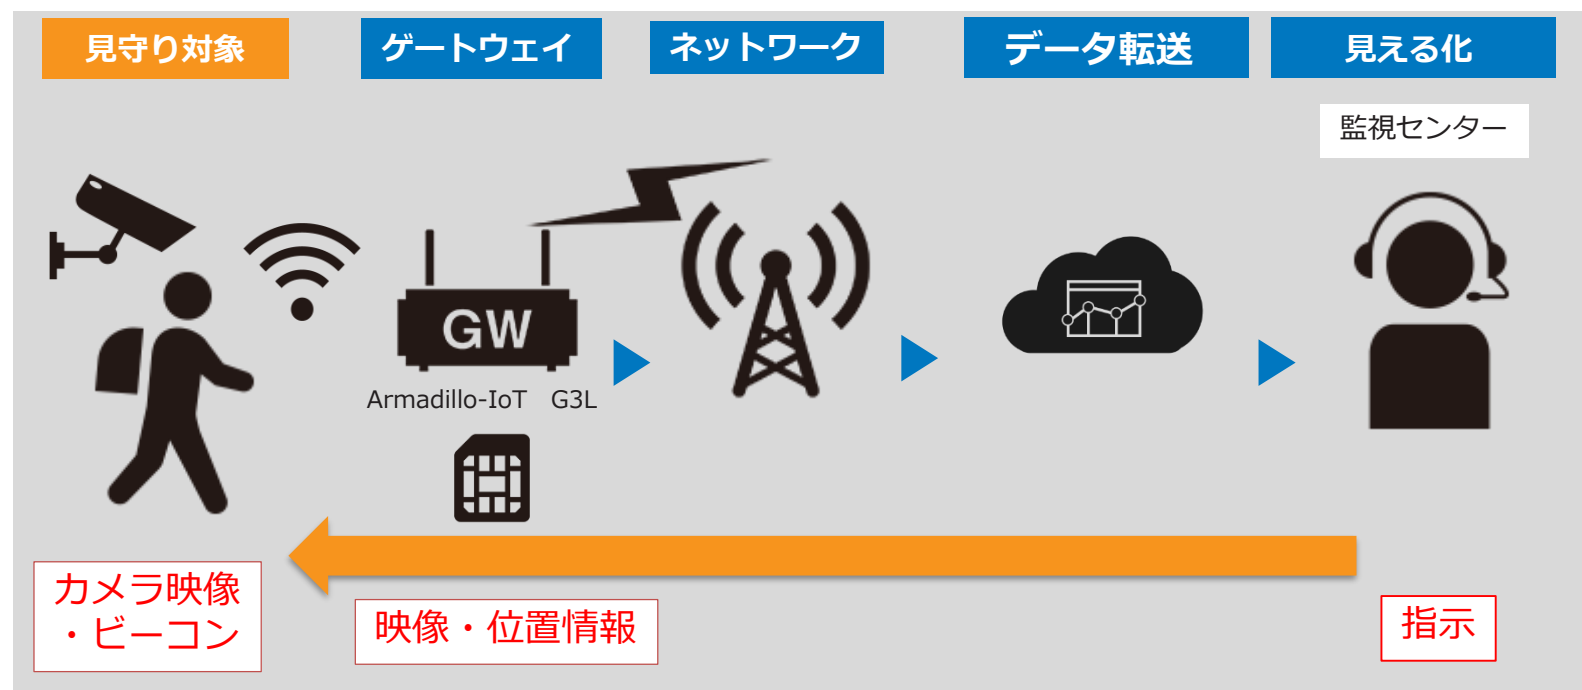 見守り対象
ゲートウェイ
ネットワーク
データ転送
見える化
監視センター
GW
Armadillo-IoT　G3L
カメラ映像
・ビーコン
映像・位置情報
指示